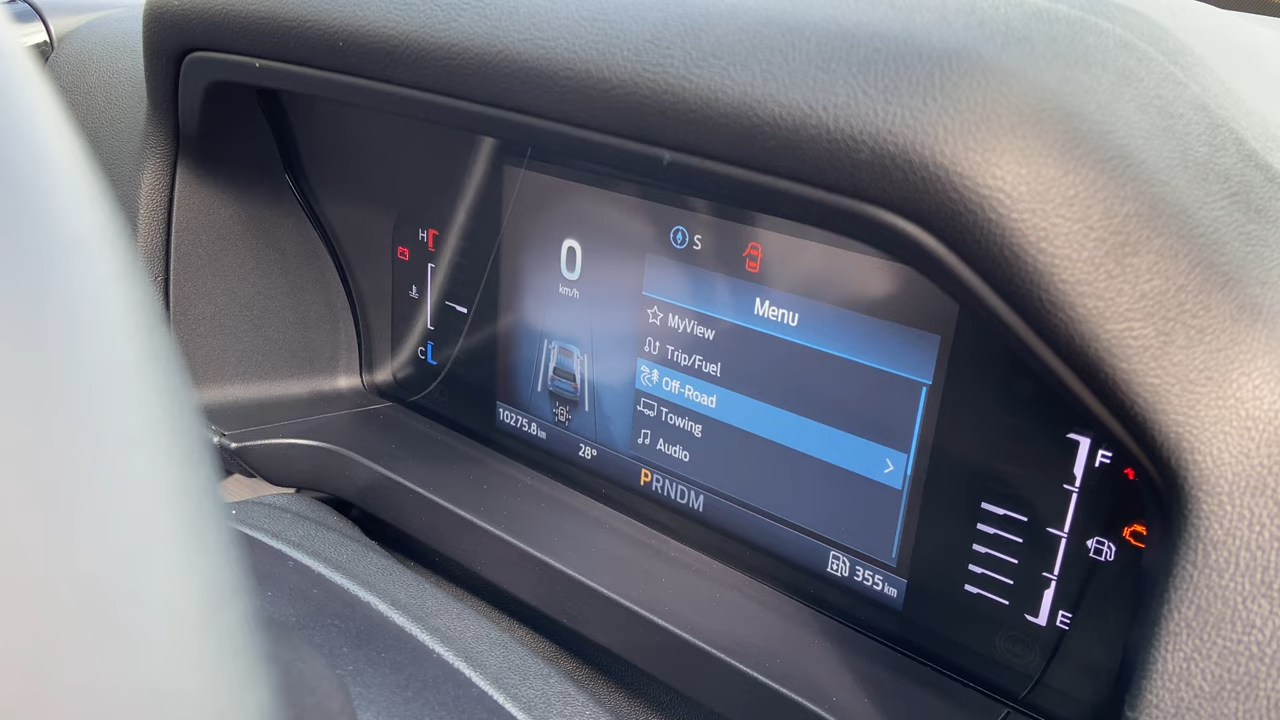 H
C
0
km/h
S
Menu
MyView
Trip/Fuel
Off-Road
Towing
Audio
10275.8 km
28°
PRNDM
355 km
F
E